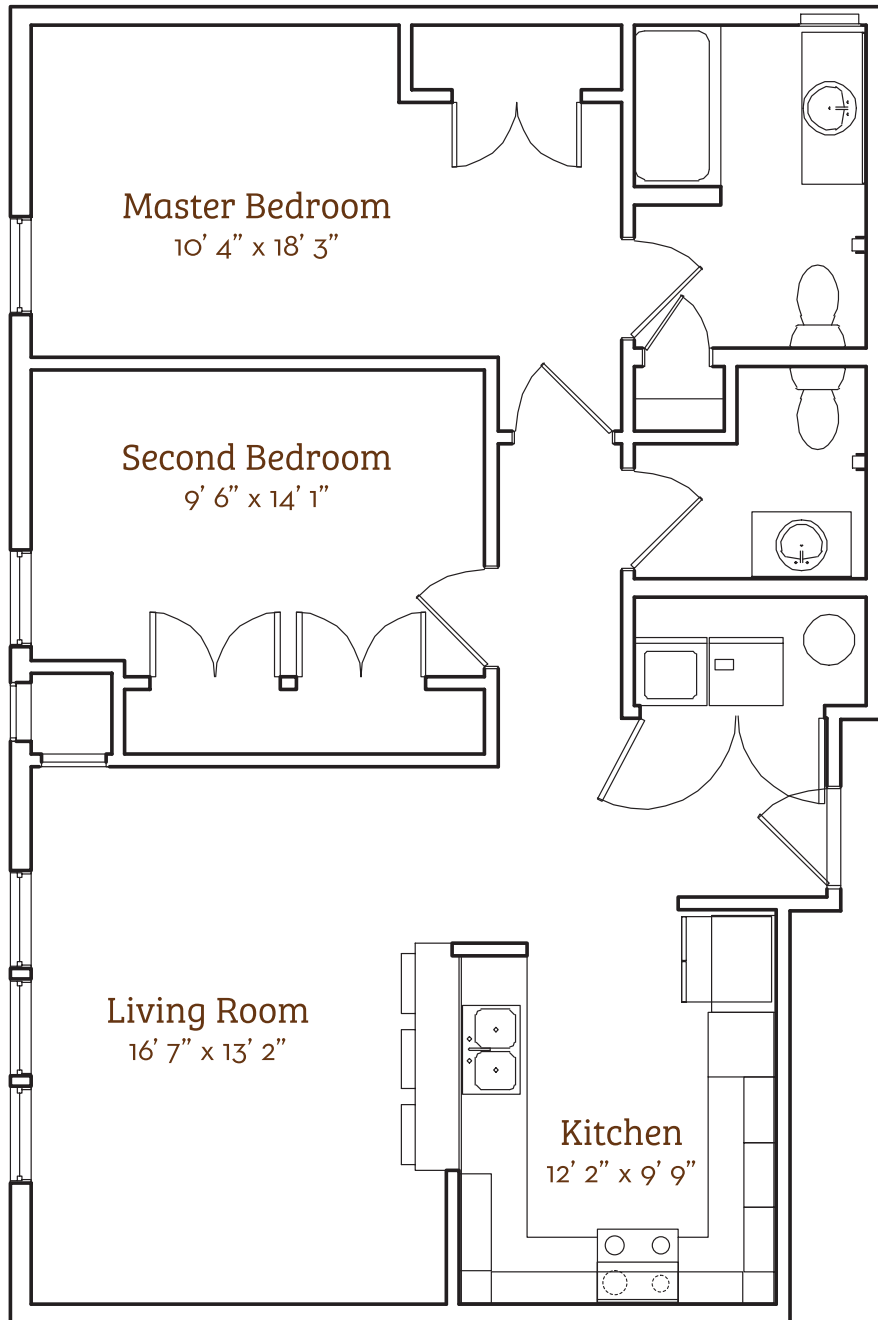 Master Bedroom
10’ 4” x 18’ 3”
Second Bedroom
9’ 6” x 14’ 1”
Living Room
16’ 7” x 13’ 2”
Kitchen
12’ 2” x 9’ 9”